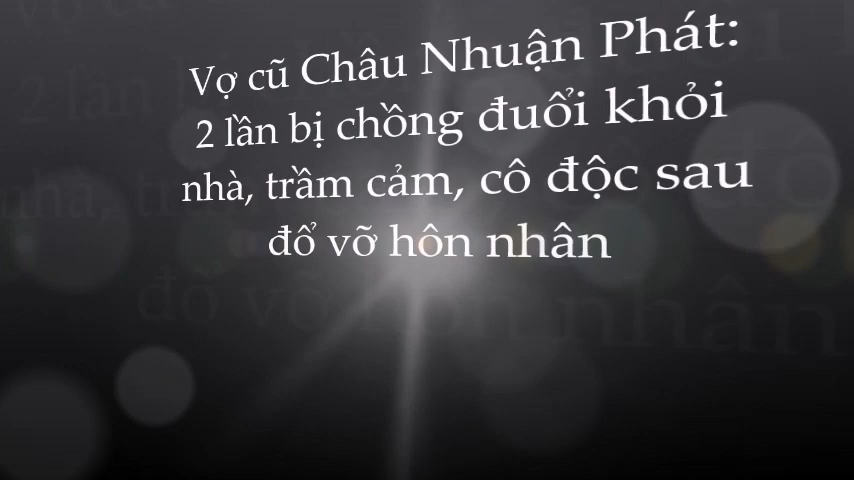 Vợ cũ Châu Nhuận Phát:
2 lần bị chồng đuổi khỏi
nhà, trầm cảm, cô độc sau
đổ vỡ hôn nhân